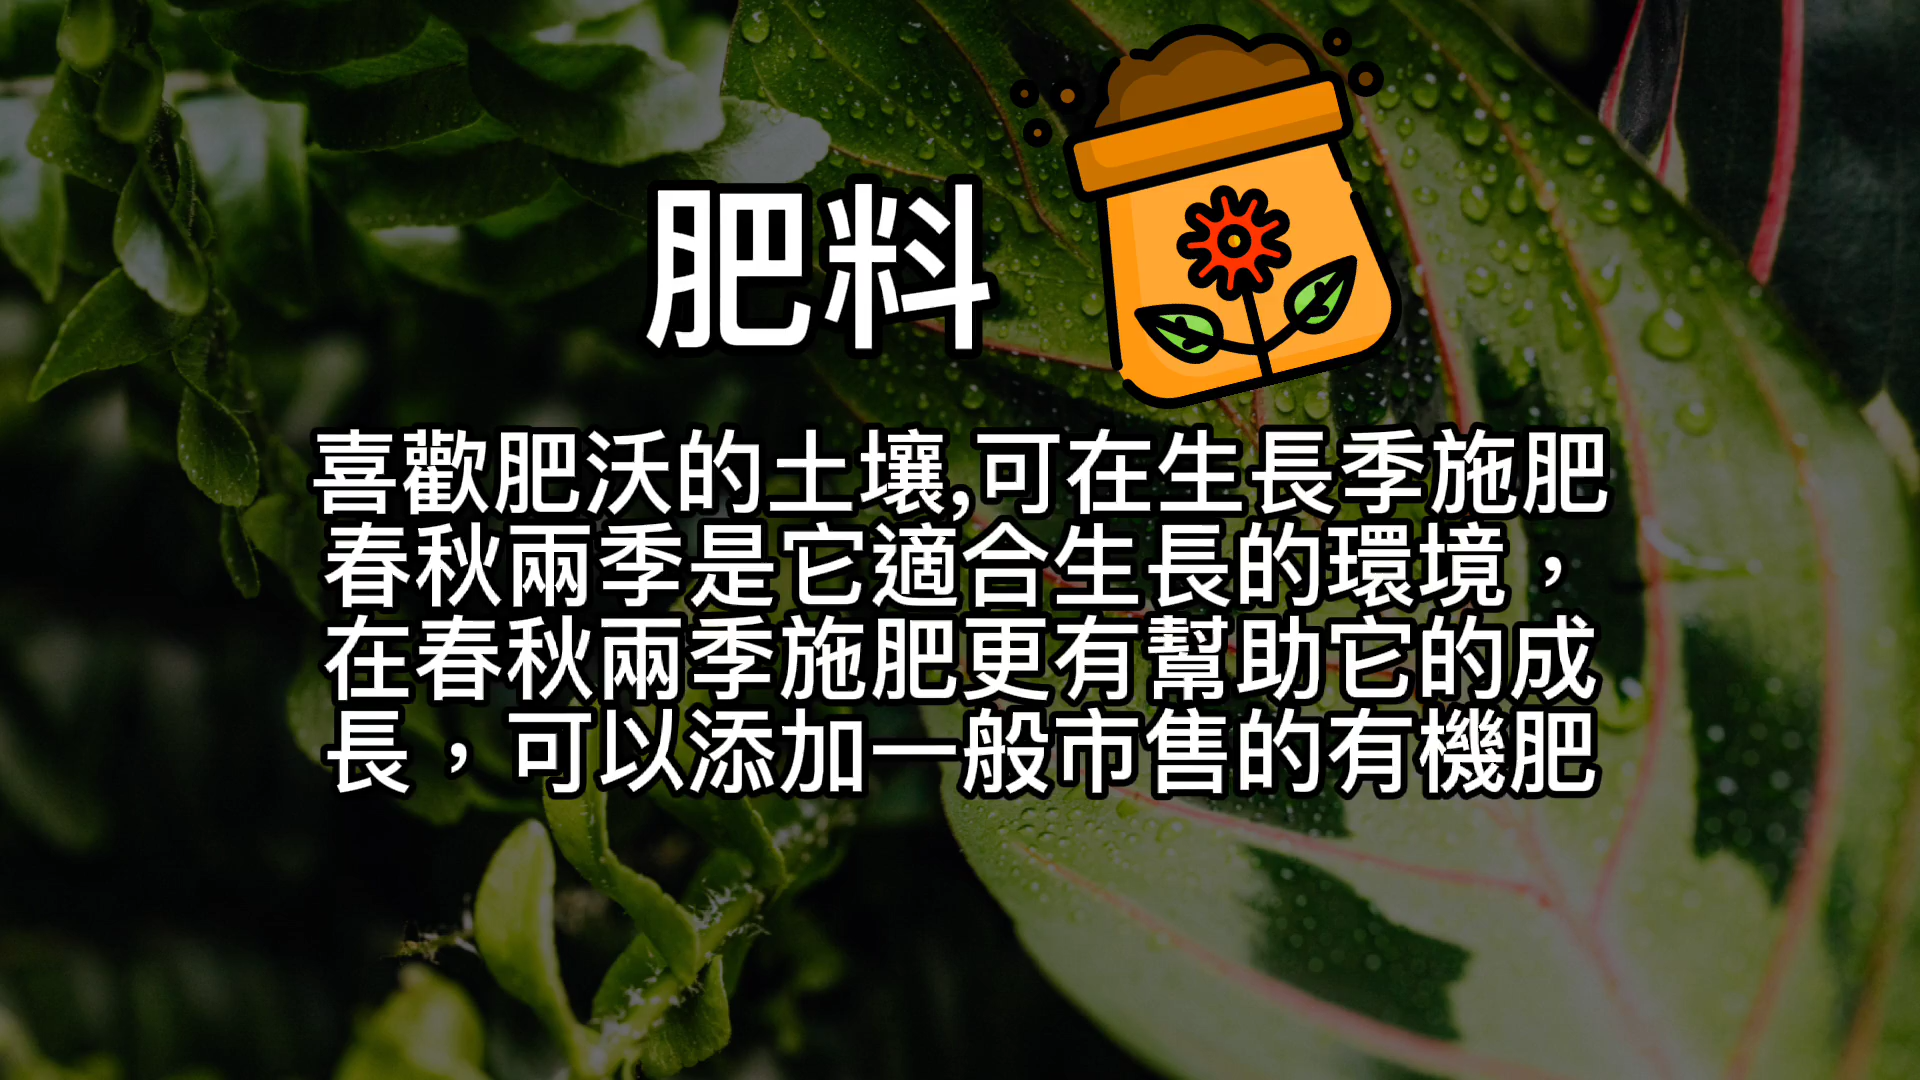 肥料
喜歡肥沃的土壤,可在生長季施肥
春秋兩季是它適合生長的環境，
在春秋兩季施肥更有幫助它的成
長，可以添加一般市售的有機肥